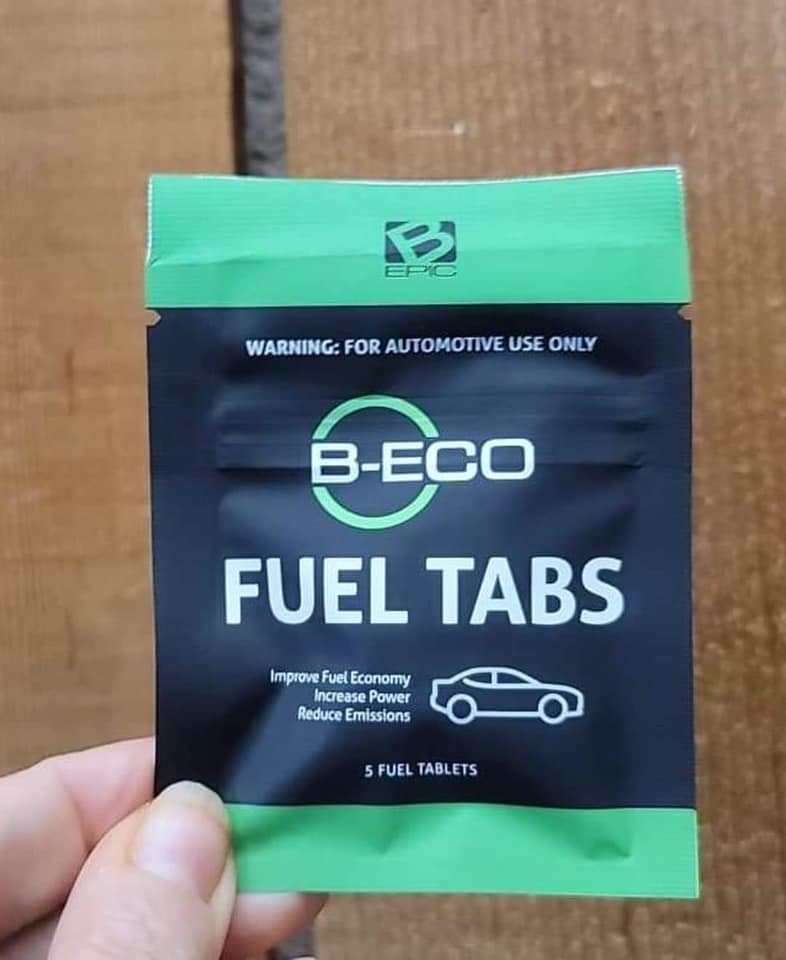 B
EPIC
WARNING: FOR AUTOMOTIVE USE ONLY
B-ECO
FUEL TABS
Improve Fuel Economy
Increase Power
Reduce Emissions
5 FUEL TABLETS